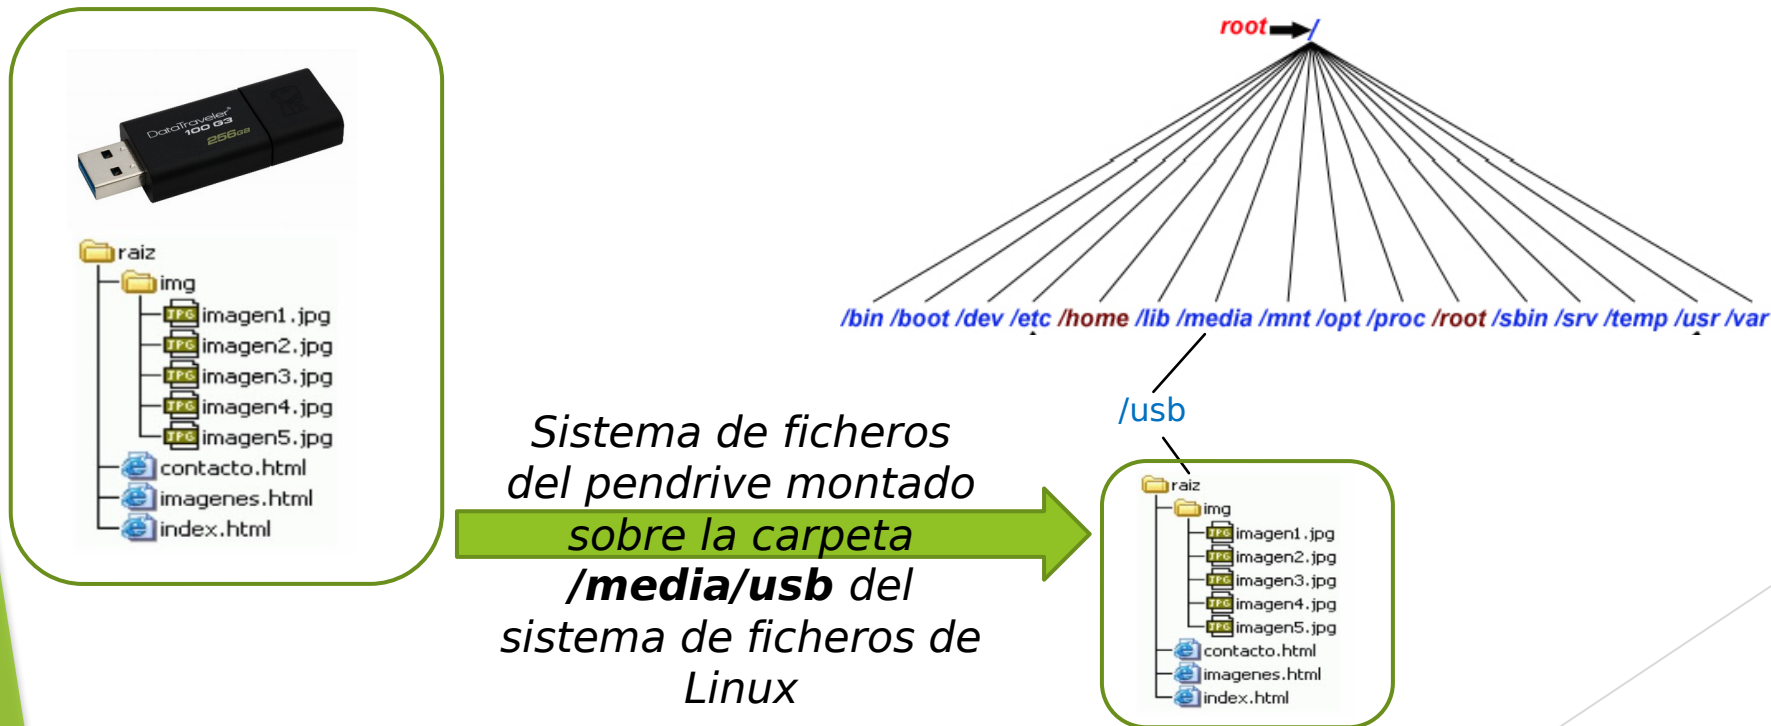 DataTraveler
100 G3
256GB
raiz
img
imagen1.jpg
imagen2.jpg
imagen3.jpg
imagen4.jpg
imagen5.jpg
contacto.html
imagenes.html
index.html
Sistema de ficheros
del pendrive montado
sobre la carpeta
/media/usb del
sistema de ficheros de
Linux
root /
/bin /boot /dev /etc /home /lib /media /mnt /opt /proc /root /sbin /srv /temp /usr /var
/usb
raiz
img
imagen1.jpg
imagen2.jpg
imagen3.jpg
imagen4.jpg
imagen5.jpg
contacto.html
imagenes.html
index.html